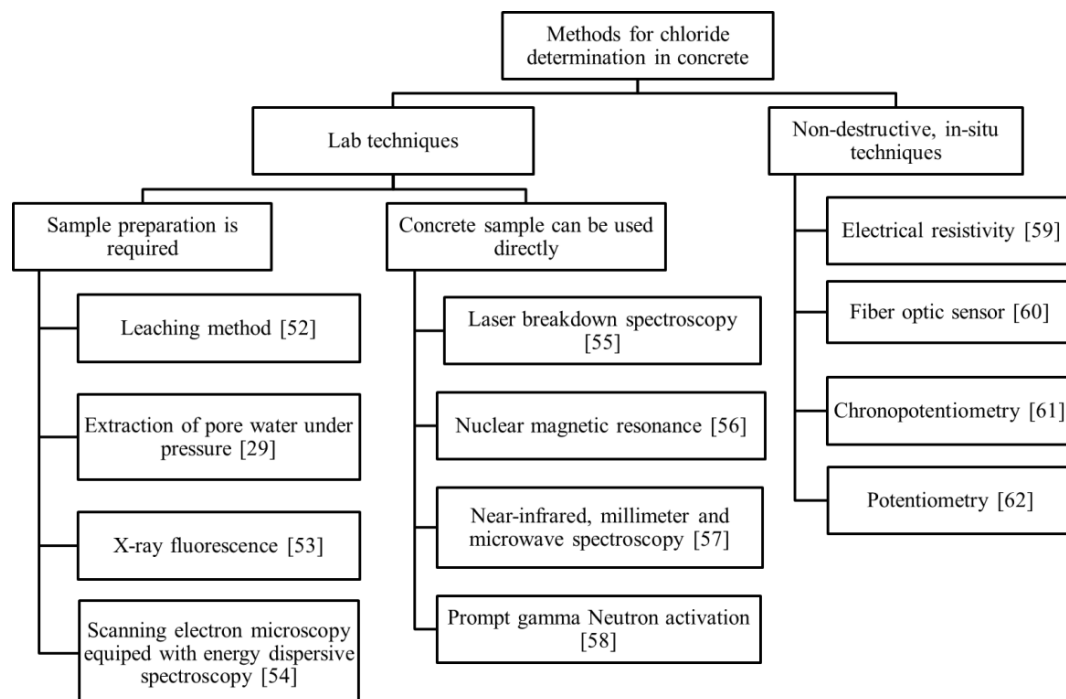 Methods for chloride
determination in concrete
Lab techniques
Non-destructive, in-situ
techniques
Sample preparation is
required
Leaching method [52]
Extraction of pore water under
pressure [29]
X-ray fluorescence [53]
Scanning electron microscopy
equiped with energy dispersive
spectroscopy [54]
Concrete sample can be used
directly
Laser breakdown spectroscopy
[55]
Nuclear magnetic resonance [56]
Near-infrared, millimeter and
microwave spectroscopy [57]
Prompt gamma Neutron activation
[58]
Electrical resistivity [59]
Fiber optic sensor [60]
Chronopotentiometry [61]
Potentiometry [62]